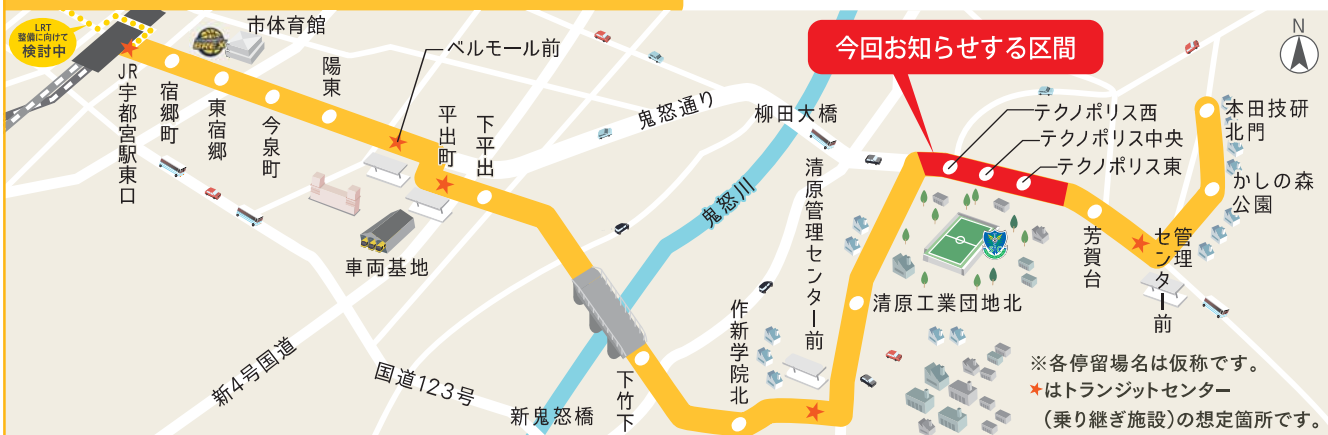 LRT
整備に向けて
検討中
市体育館
ベルモール前
JR宇都宮駅東口
宿郷町
東宿郷
今泉町
陽東
平出町
下平出
鬼怒通り
柳田大橋
今回お知らせする区間
テクノポリス西
テクノポリス中央
テクノポリス東
N
本田技研
北門
かしの森
公園
車両基地
鬼怒川
清原管理センター前
清原工業団地北
芳賀台
管理
センター前
新4号国道
国道123号
新鬼怒橋
下竹下
作新学院北
※各停留場名は仮称です。
★はトランジットセンター
(乗り継ぎ施設)の想定箇所です。
BREX